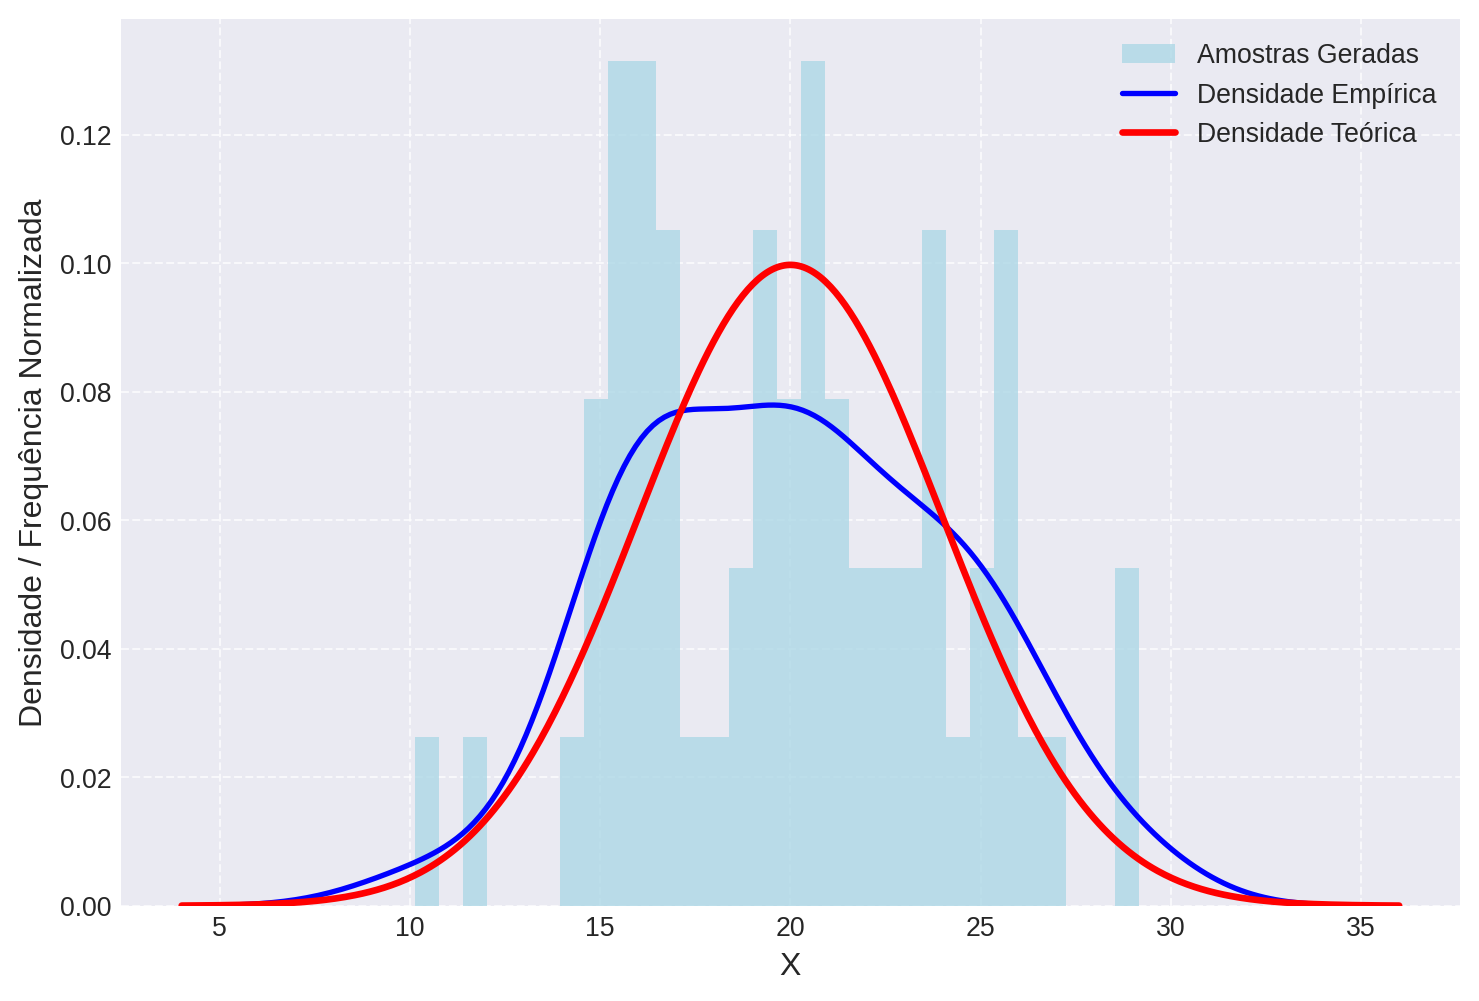 Amostras Geradas
Densidade Empírica
Densidade Teórica
Densidade / Frequência Normalizada
0.12
0.10
0.08
0.06
0.04
0.02
0.00
5 10 15 20 25 30 35
X